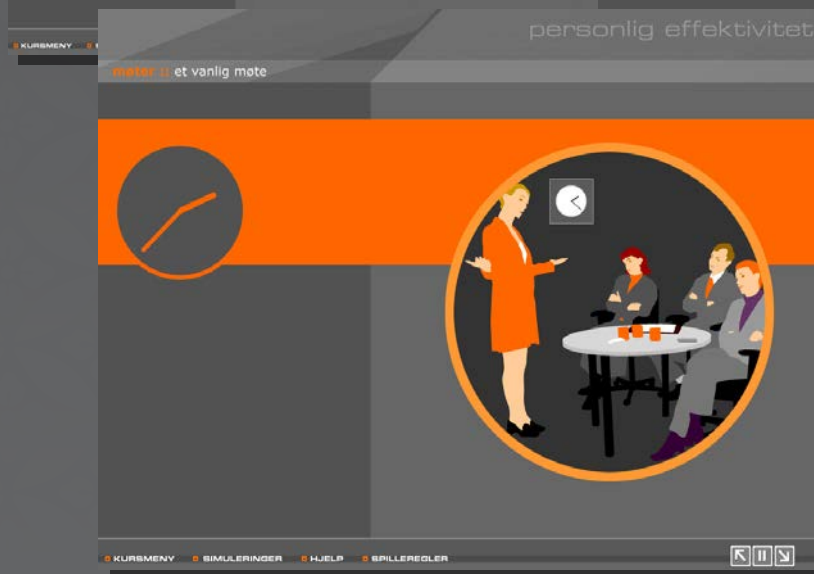 KURSMENY
personlig effektivitet
møter :: et vanlig møte
KURSMENY SIMULERINGER HJELP SPILLEREGLER